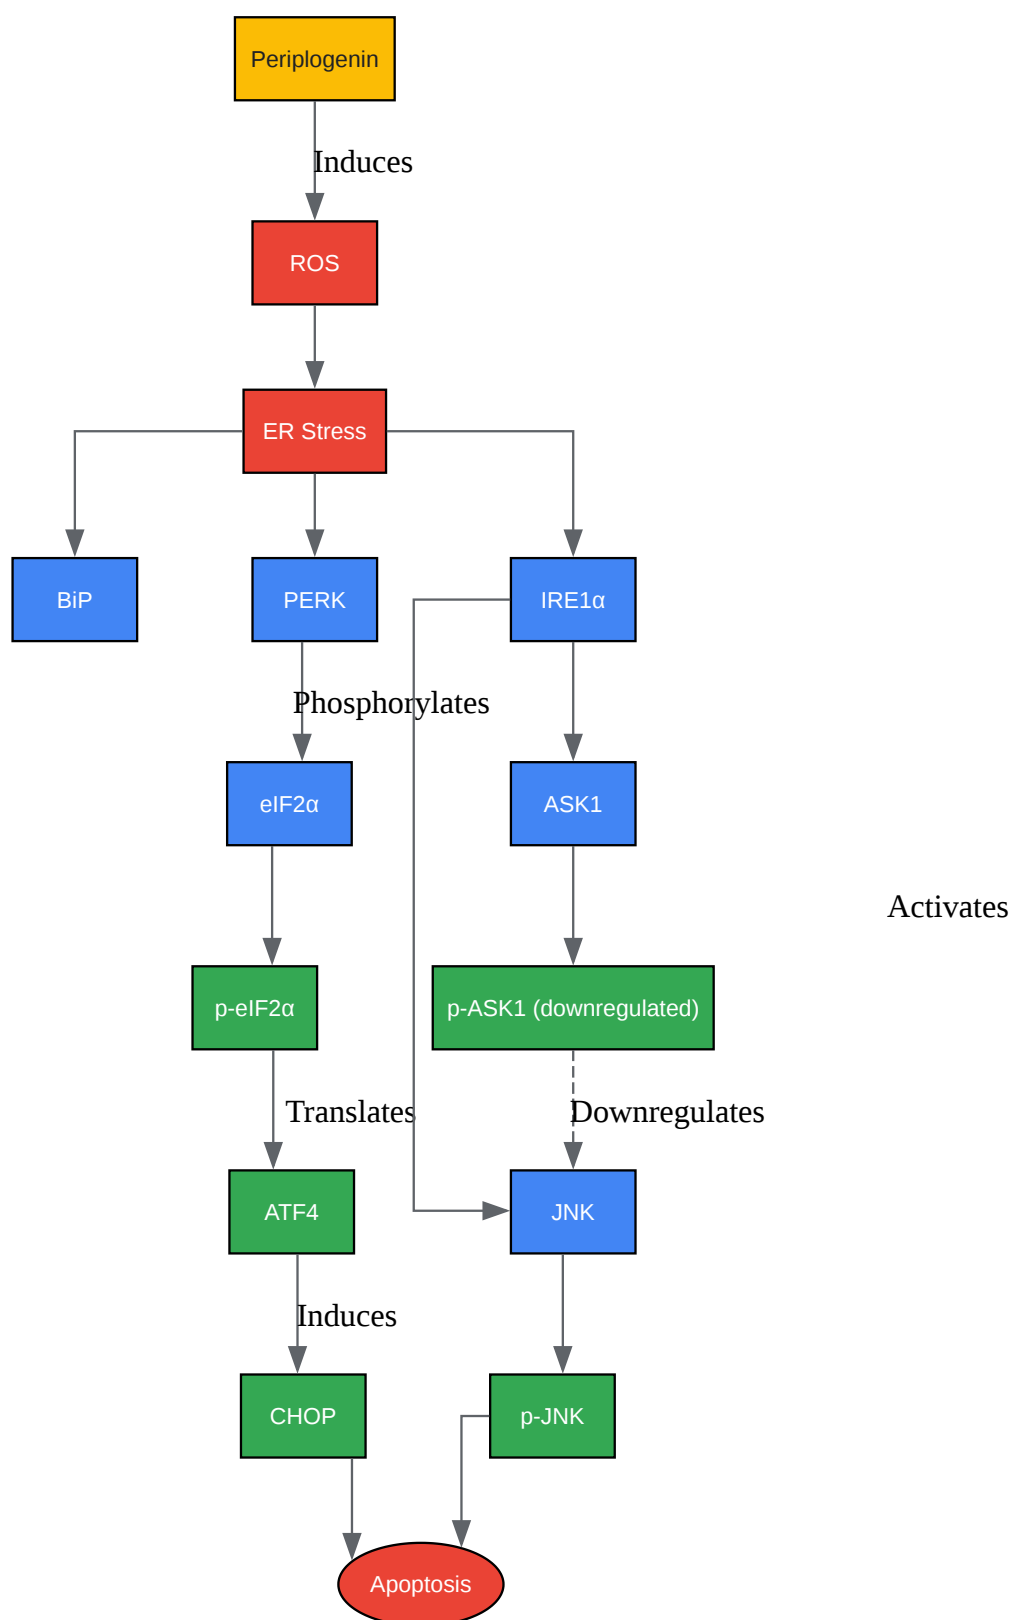 Periplogenin
Induces
ROS
ER Stress
BiP
PERK
IRE1α
Phosphorylates
eIF2α
ASK1
Activates
p-eIF2α
p-ASK1 (downregulated)
Translates
Downregulates
ATF4
JNK
Induces
CHOP
p-JNK
Apoptosis